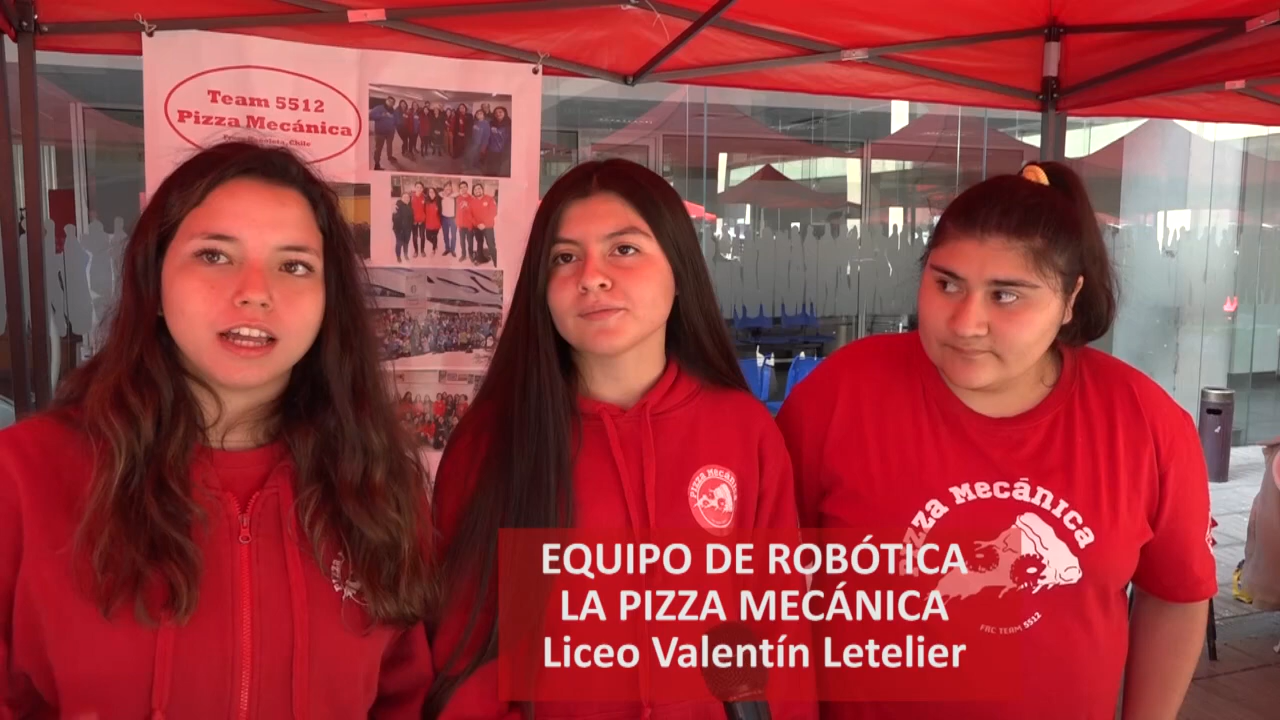 Team 5512
Pizza Mecánica
Chile
Pizza Mecánica
Pizza Mecánica
FRC TEAM 5512
EQUIPO DE ROBÓTICA
LA PIZZA MECÁNICA
Liceo Valentín Letelier